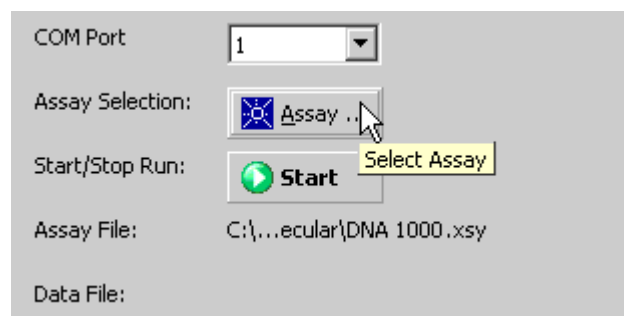 COM Port 1
Assay Selection: Assay ..
Select Assay
Start/Stop Run: Start
Assay File: C:\...ecular\DNA 1000.xsy
Data File: